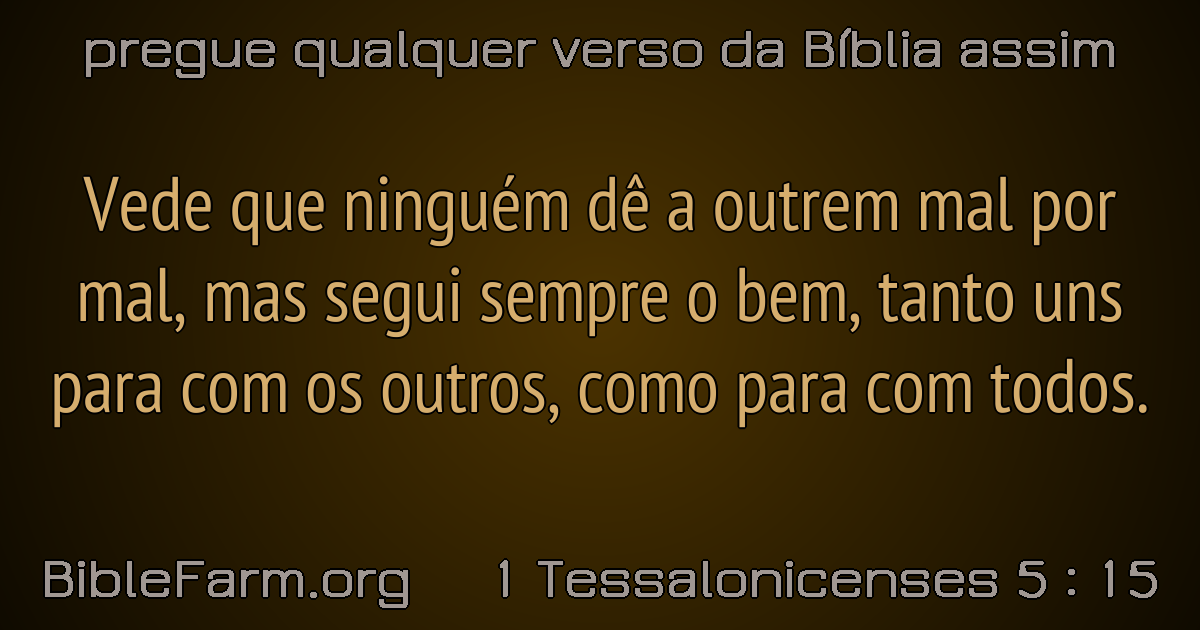 pregue qualquer verso da Bíblia assim
Vede que ninguém dê a outrem mal por
mal, mas segui sempre o bem, tanto uns
para com os outros, como para com todos.
BibleFarm.org 1 Tessalonicenses 5 : 15